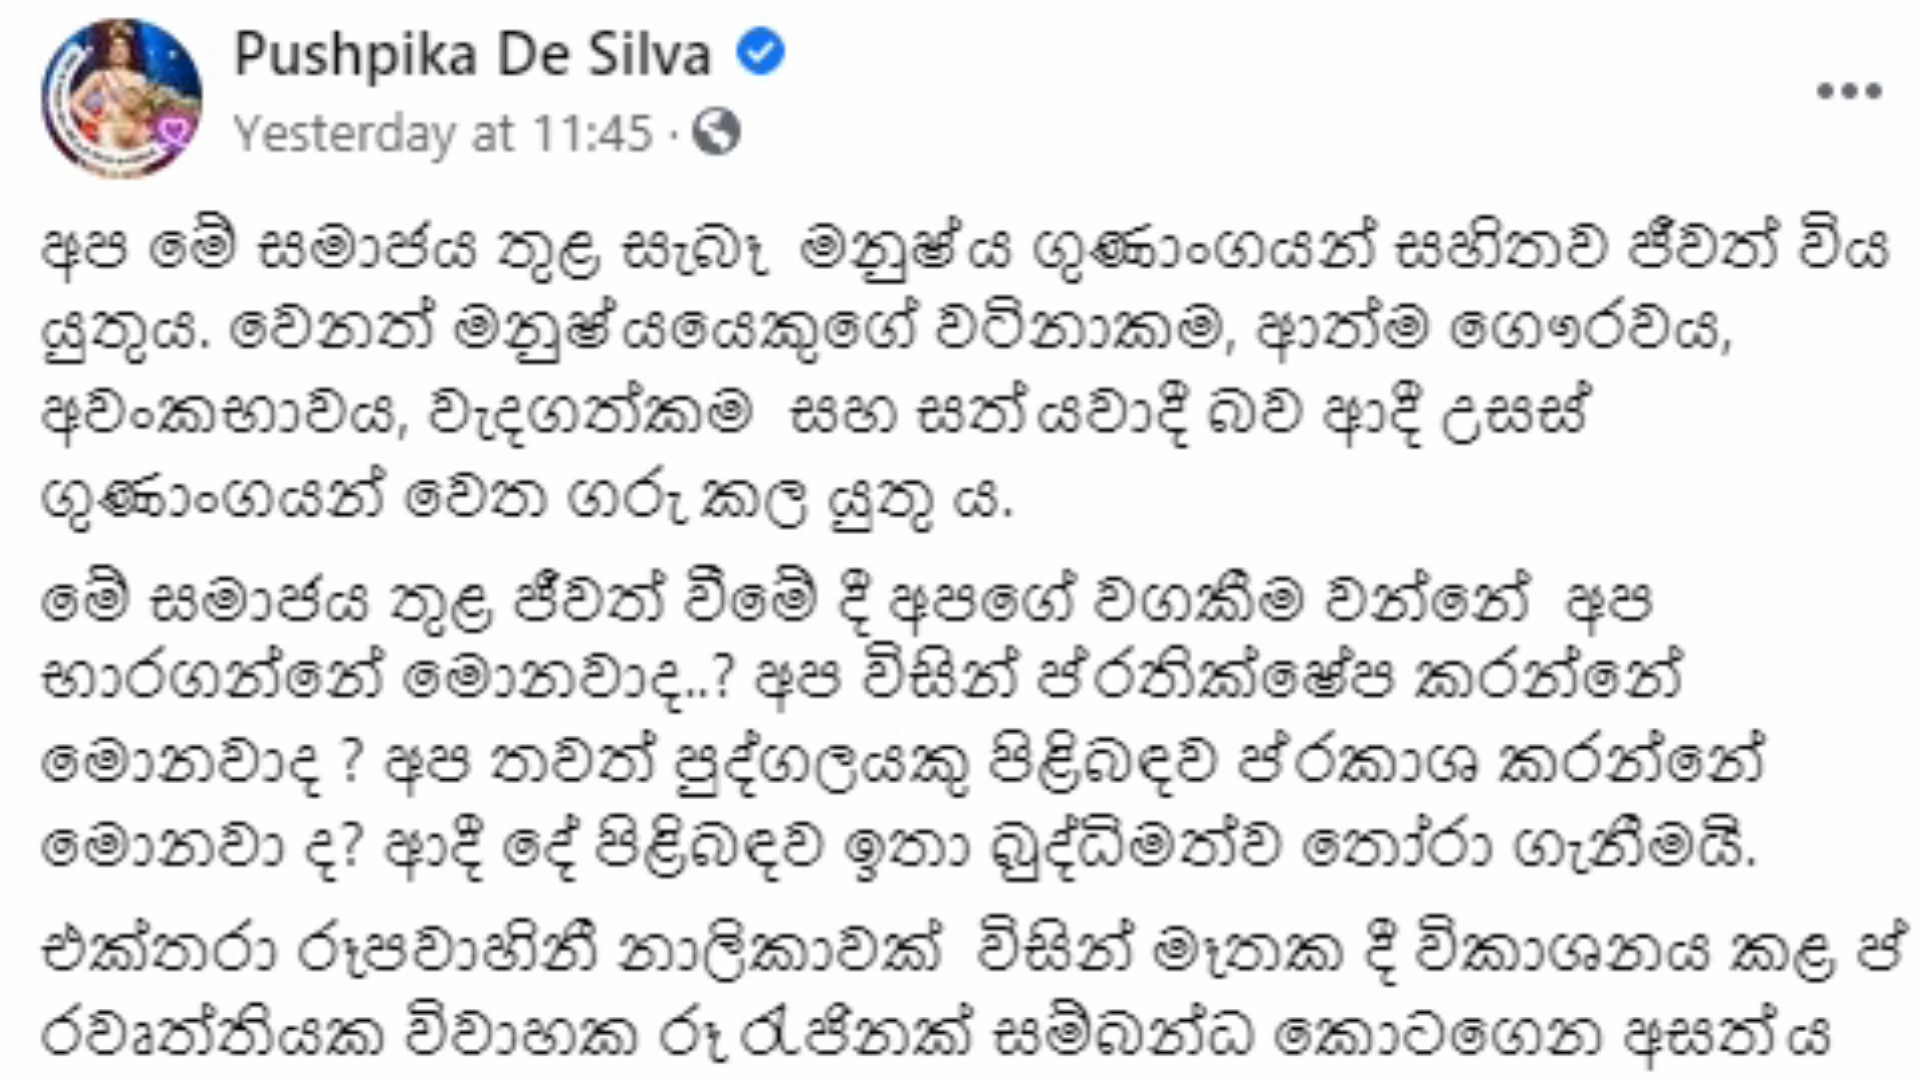 Pushpika De Silva
Yesterday at 11:45 ·
අප මේ සමාජය තුළ සැබෑ මනුෂ්ය ගුණාංගයන් සහිතව ජීවත් විය
යුතුය. වෙනත් මනුෂ්යයෙකුගේ වටිනාකම, ආත්ම ගෞරවය,
අවංකභාවය, වැදගත්කම සහ සත්යවාදී බව ආදී උසස්
ගුණාංගයන් වෙත ගරු කල යුතු ය.
මේ සමාජය තුළ ජීවත් වීමේ දී අපගේ වගකීම වන්නේ අප
භාරගන්නේ මොනවාද..? අප විසින් ප්රතික්ෂේප කරන්නේ
මොනවාද ? අප තවත් පුද්ගලයකු පිළිබඳව ප්රකාශ කරන්නේ
මොනවා ද? ආදී දේ පිළිබඳව ඉතා බුද්ධිමත්ව තෝරා ගැනීමයි.
එක්තරා රූපවාහිනී නාලිකාවක් විසින් මෑතක දී විකාශනය කළ ප්
රවෘත්තියක විවාහක රූ රැජිනක් සම්බන්ධ කොටගෙන අසත්ය